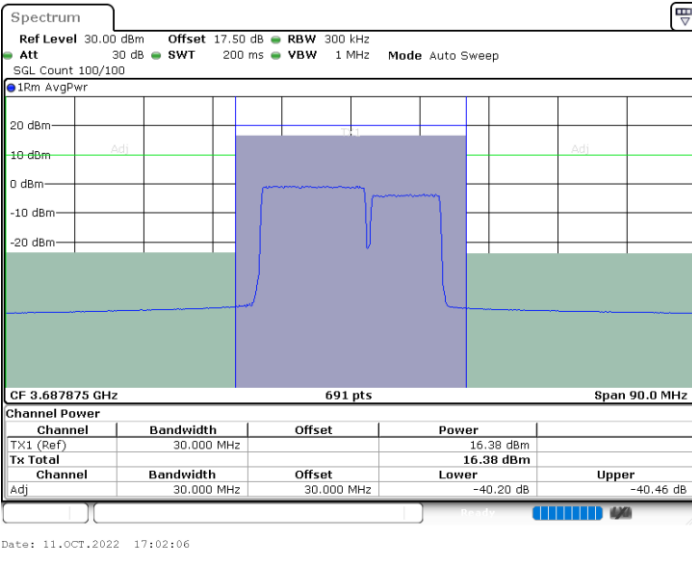 Spectrum
Ref Level 30.00 dBm Offset 17.50 dB RBW 300 kHz
Att 30 dB SWT 200 ms VBW 1 MHz Mode Auto Sweep
SGL Count 100/100
1Rm AvgPwr
20 dBm
TX1
Adj Adj
10 dBm
0 dBm
-10 dBm
-20 dBm
CF 3.687875 GHz 691 pts Span 90.0 MHz
Channel Power
Channel Bandwidth Offset Power
TX1 (Ref) 30.000 MHz 16.38 dBm
Tx Total 16.38 dBm
Channel Bandwidth Offset Lower Upper
Adj 30.000 MHz 30.000 MHz -40.20 dB -40.46 dB
Ready
Date: 11.OCT.2022 17:02:06